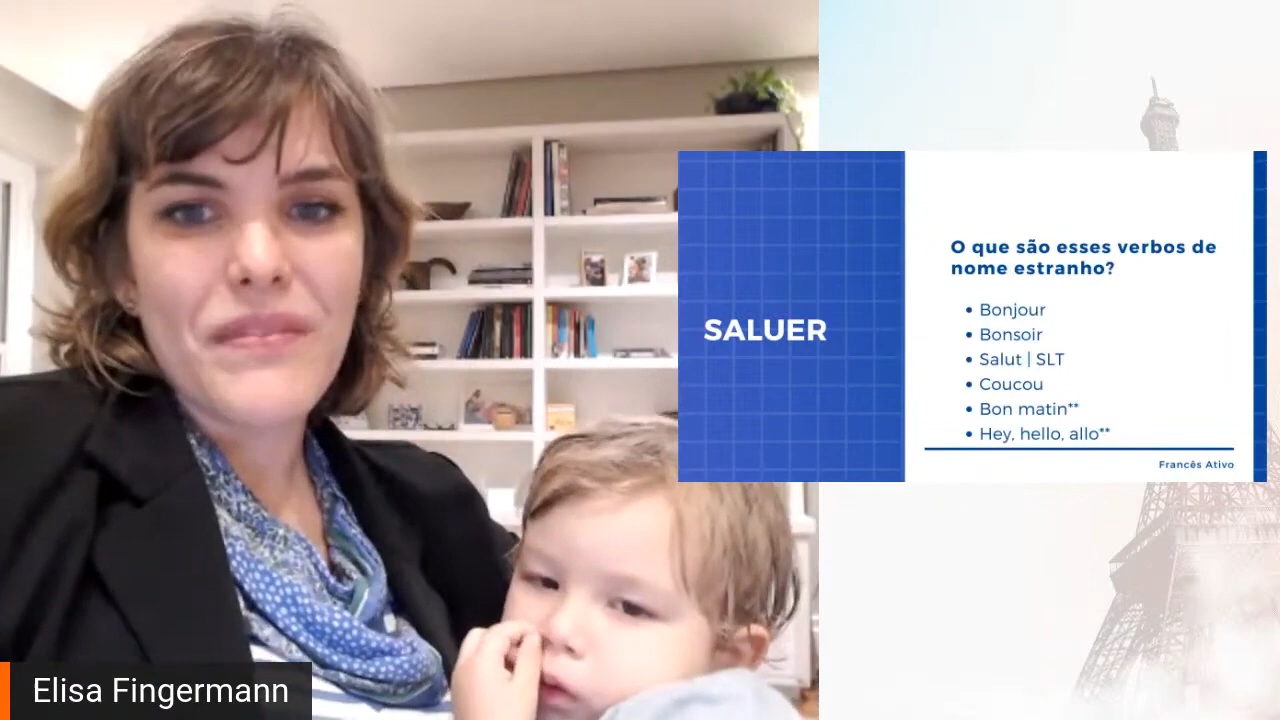 SALUER
O que são esses verbos de
nome estranho?
• Bonjour
• Bonsoir
• Salut | SLT
• Coucou
• Bon matin**
• Hey, hello, allo**
Francês Ativo
Elisa Fingermann